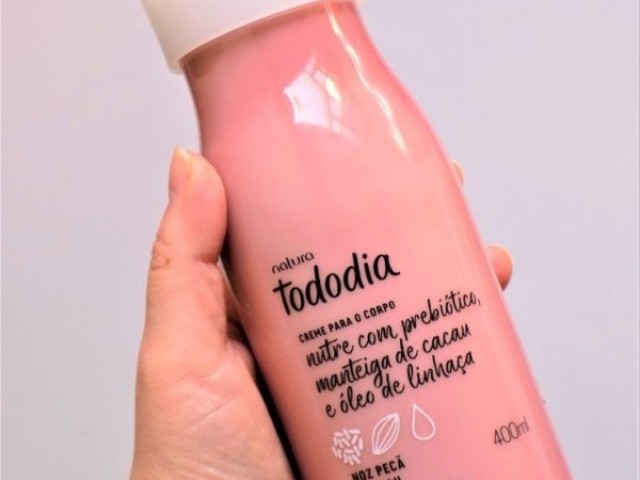 natura
tododia
CREME PARA O CORPO
nutre com prebiótico,
manteiga de cacau
e óleo de linhaça
400ml
NOZ PECÃ